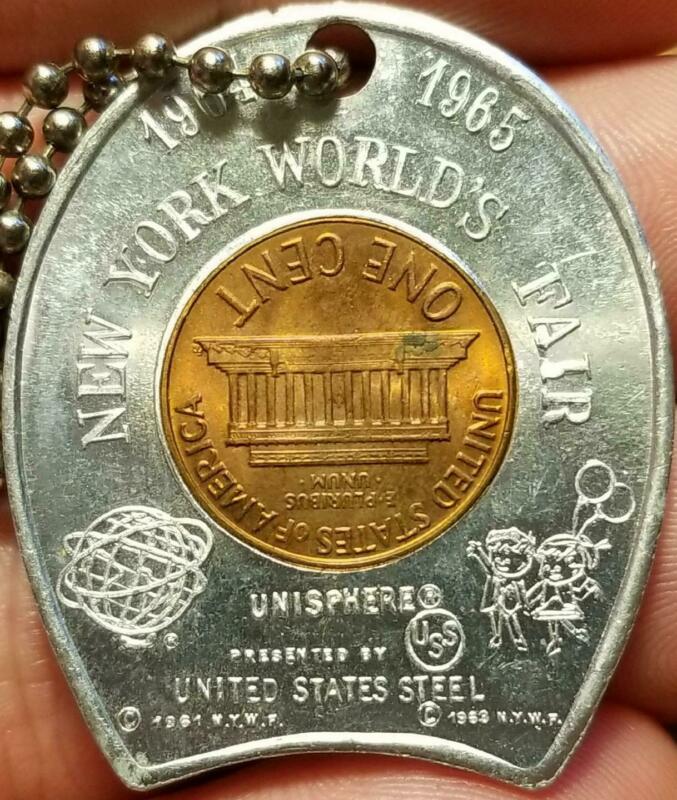 1964 1965
NEW YORK WORLD'S FAIR
ONE CENT
UNITED STATES OF AMERICA
E·PLURIBUS
·UNUM·
®
UNISPHERE®
PRESENTED BY USS
UNITED STATES STEEL
© 1961 N.Y.W.F. © 1963 N.Y.W.F.